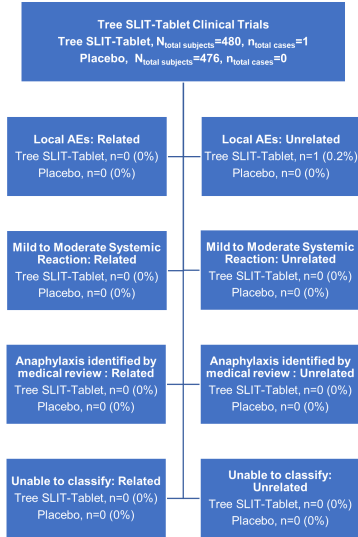 Tree SLIT-Tablet Clinical Trials
Tree SLIT-Tablet, Ntotal subjects=480, ntotal cases=1
Placebo, Ntotal subjects=476, ntotal cases=0
Local AEs: Related
Tree SLIT-Tablet, n=0 (0%)
Placebo, n=0 (0%)
Local AEs: Unrelated
Tree SLIT-Tablet, n=1 (0.2%)
Placebo, n=0 (0%)
Mild to Moderate Systemic
Reaction: Related
Tree SLIT-Tablet, n=0 (0%)
Placebo, n=0 (0%)
Mild to Moderate Systemic
Reaction: Unrelated
Tree SLIT-Tablet, n=0 (0%)
Placebo, n=0 (0%)
Anaphylaxis identified by
medical review : Related
Tree SLIT-Tablet, n=0 (0%)
Placebo, n=0 (0%)
Anaphylaxis identified by
medical review : Unrelated
Tree SLIT-Tablet, n=0 (0%)
Placebo, n=0 (0%)
Unable to classify: Related
Tree SLIT-Tablet, n=0 (0%)
Placebo, n=0 (0%)
Unable to classify:
Unrelated
Tree SLIT-Tablet, n=0 (0%)
Placebo, n=0 (0%)